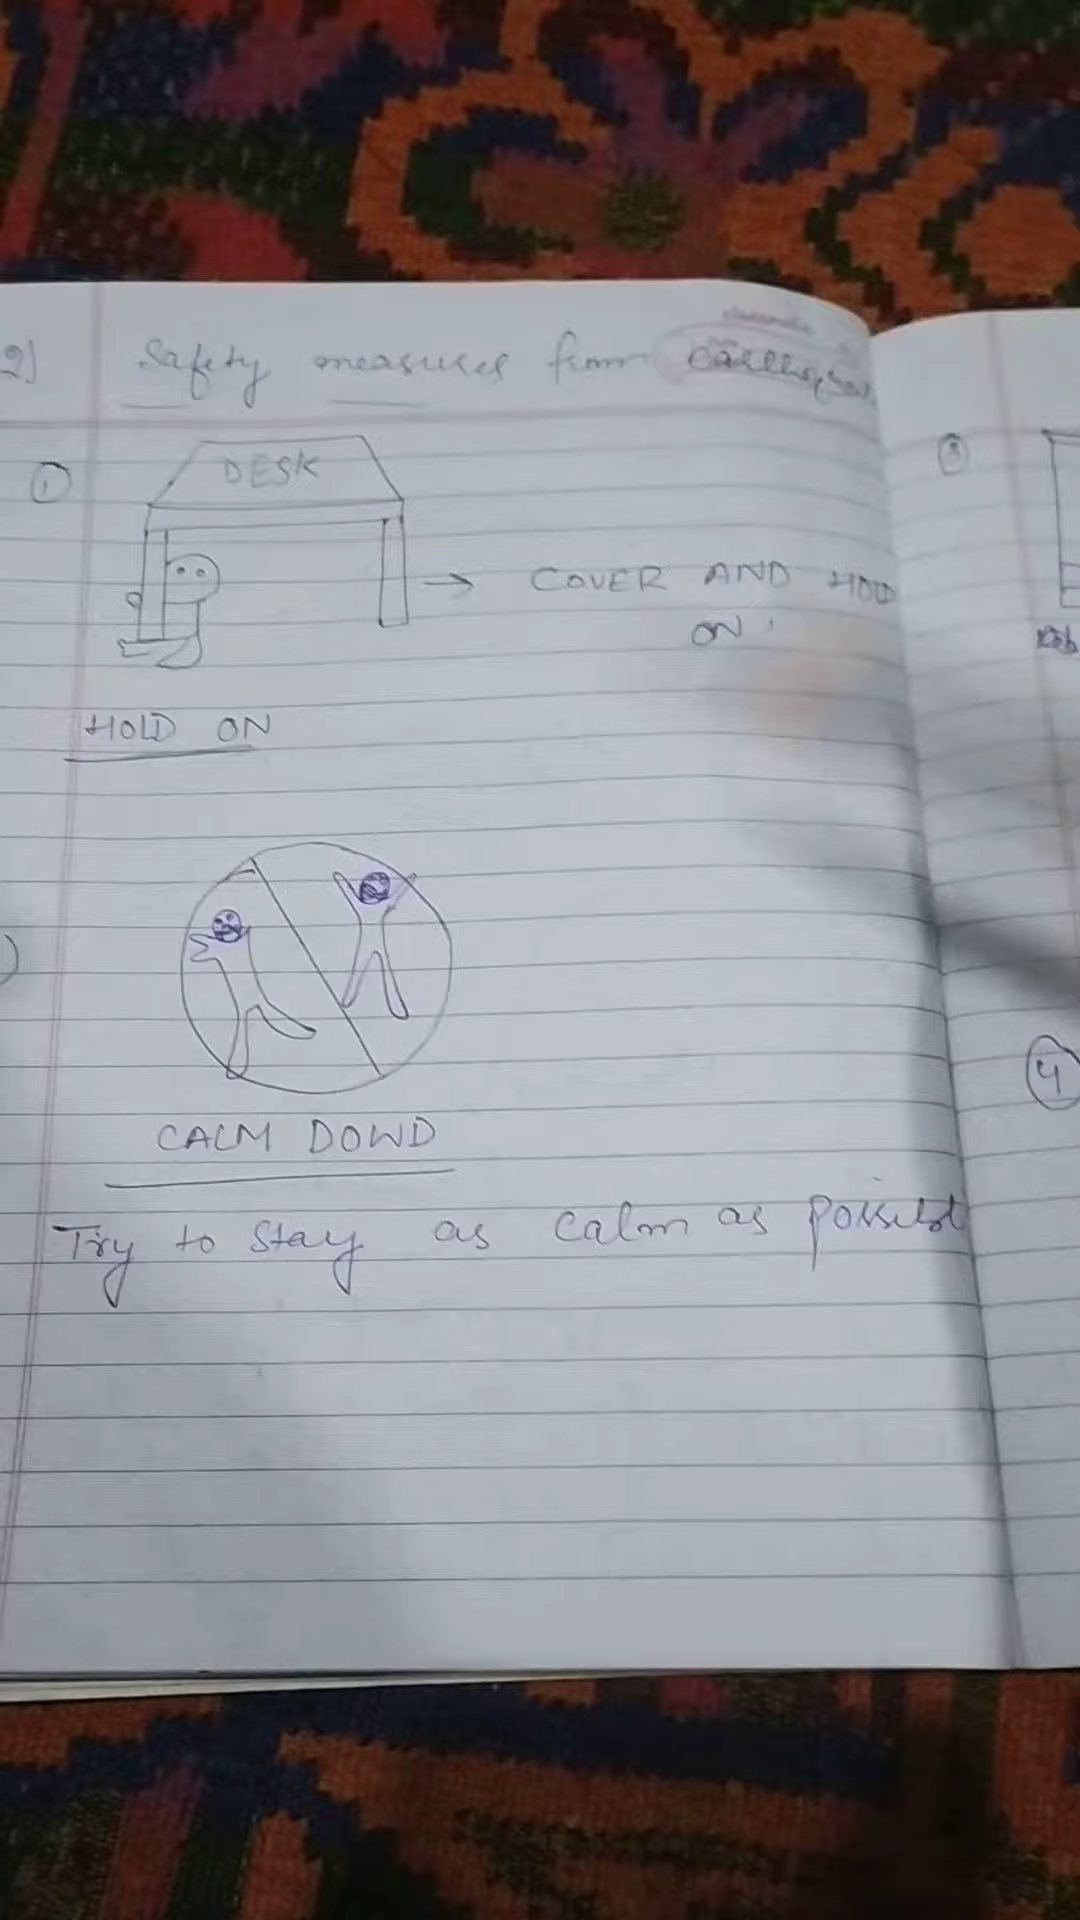 2) Safety measures from
①
DESK
→ COVER AND HOLD
ON.
HOLD ON
)
CALM DOWD
Try to stay as calm as
③
④